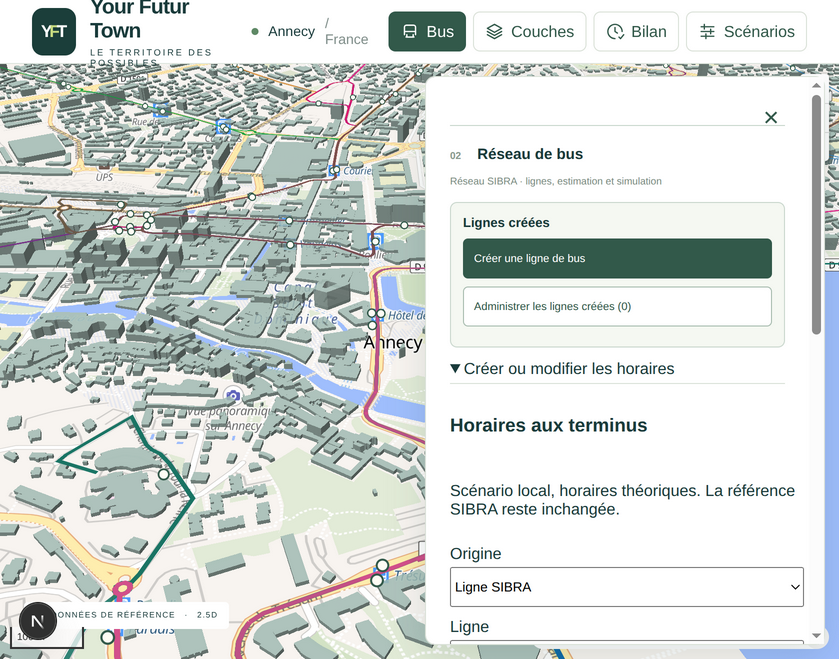 YFT
Your Futur
Town
LE TERRITOIRE DES
POSSIBLES
Annecy
/
France
Bus
Couches
Bilan
Scénarios
02 Réseau de bus
Réseau SIBRA · lignes, estimation et simulation
Lignes créées
Créer une ligne de bus
Administrer les lignes créées (0)
Créer ou modifier les horaires
Horaires aux terminus
Scénario local, horaires théoriques. La référence
SIBRA reste inchangée.
Origine
Ligne SIBRA
Ligne
UPS
Courie
Hôtel de
Annecy
Vue panoramique
sur Annecy
ONNÉES DE RÉFÉRENCE · 2.5D
N